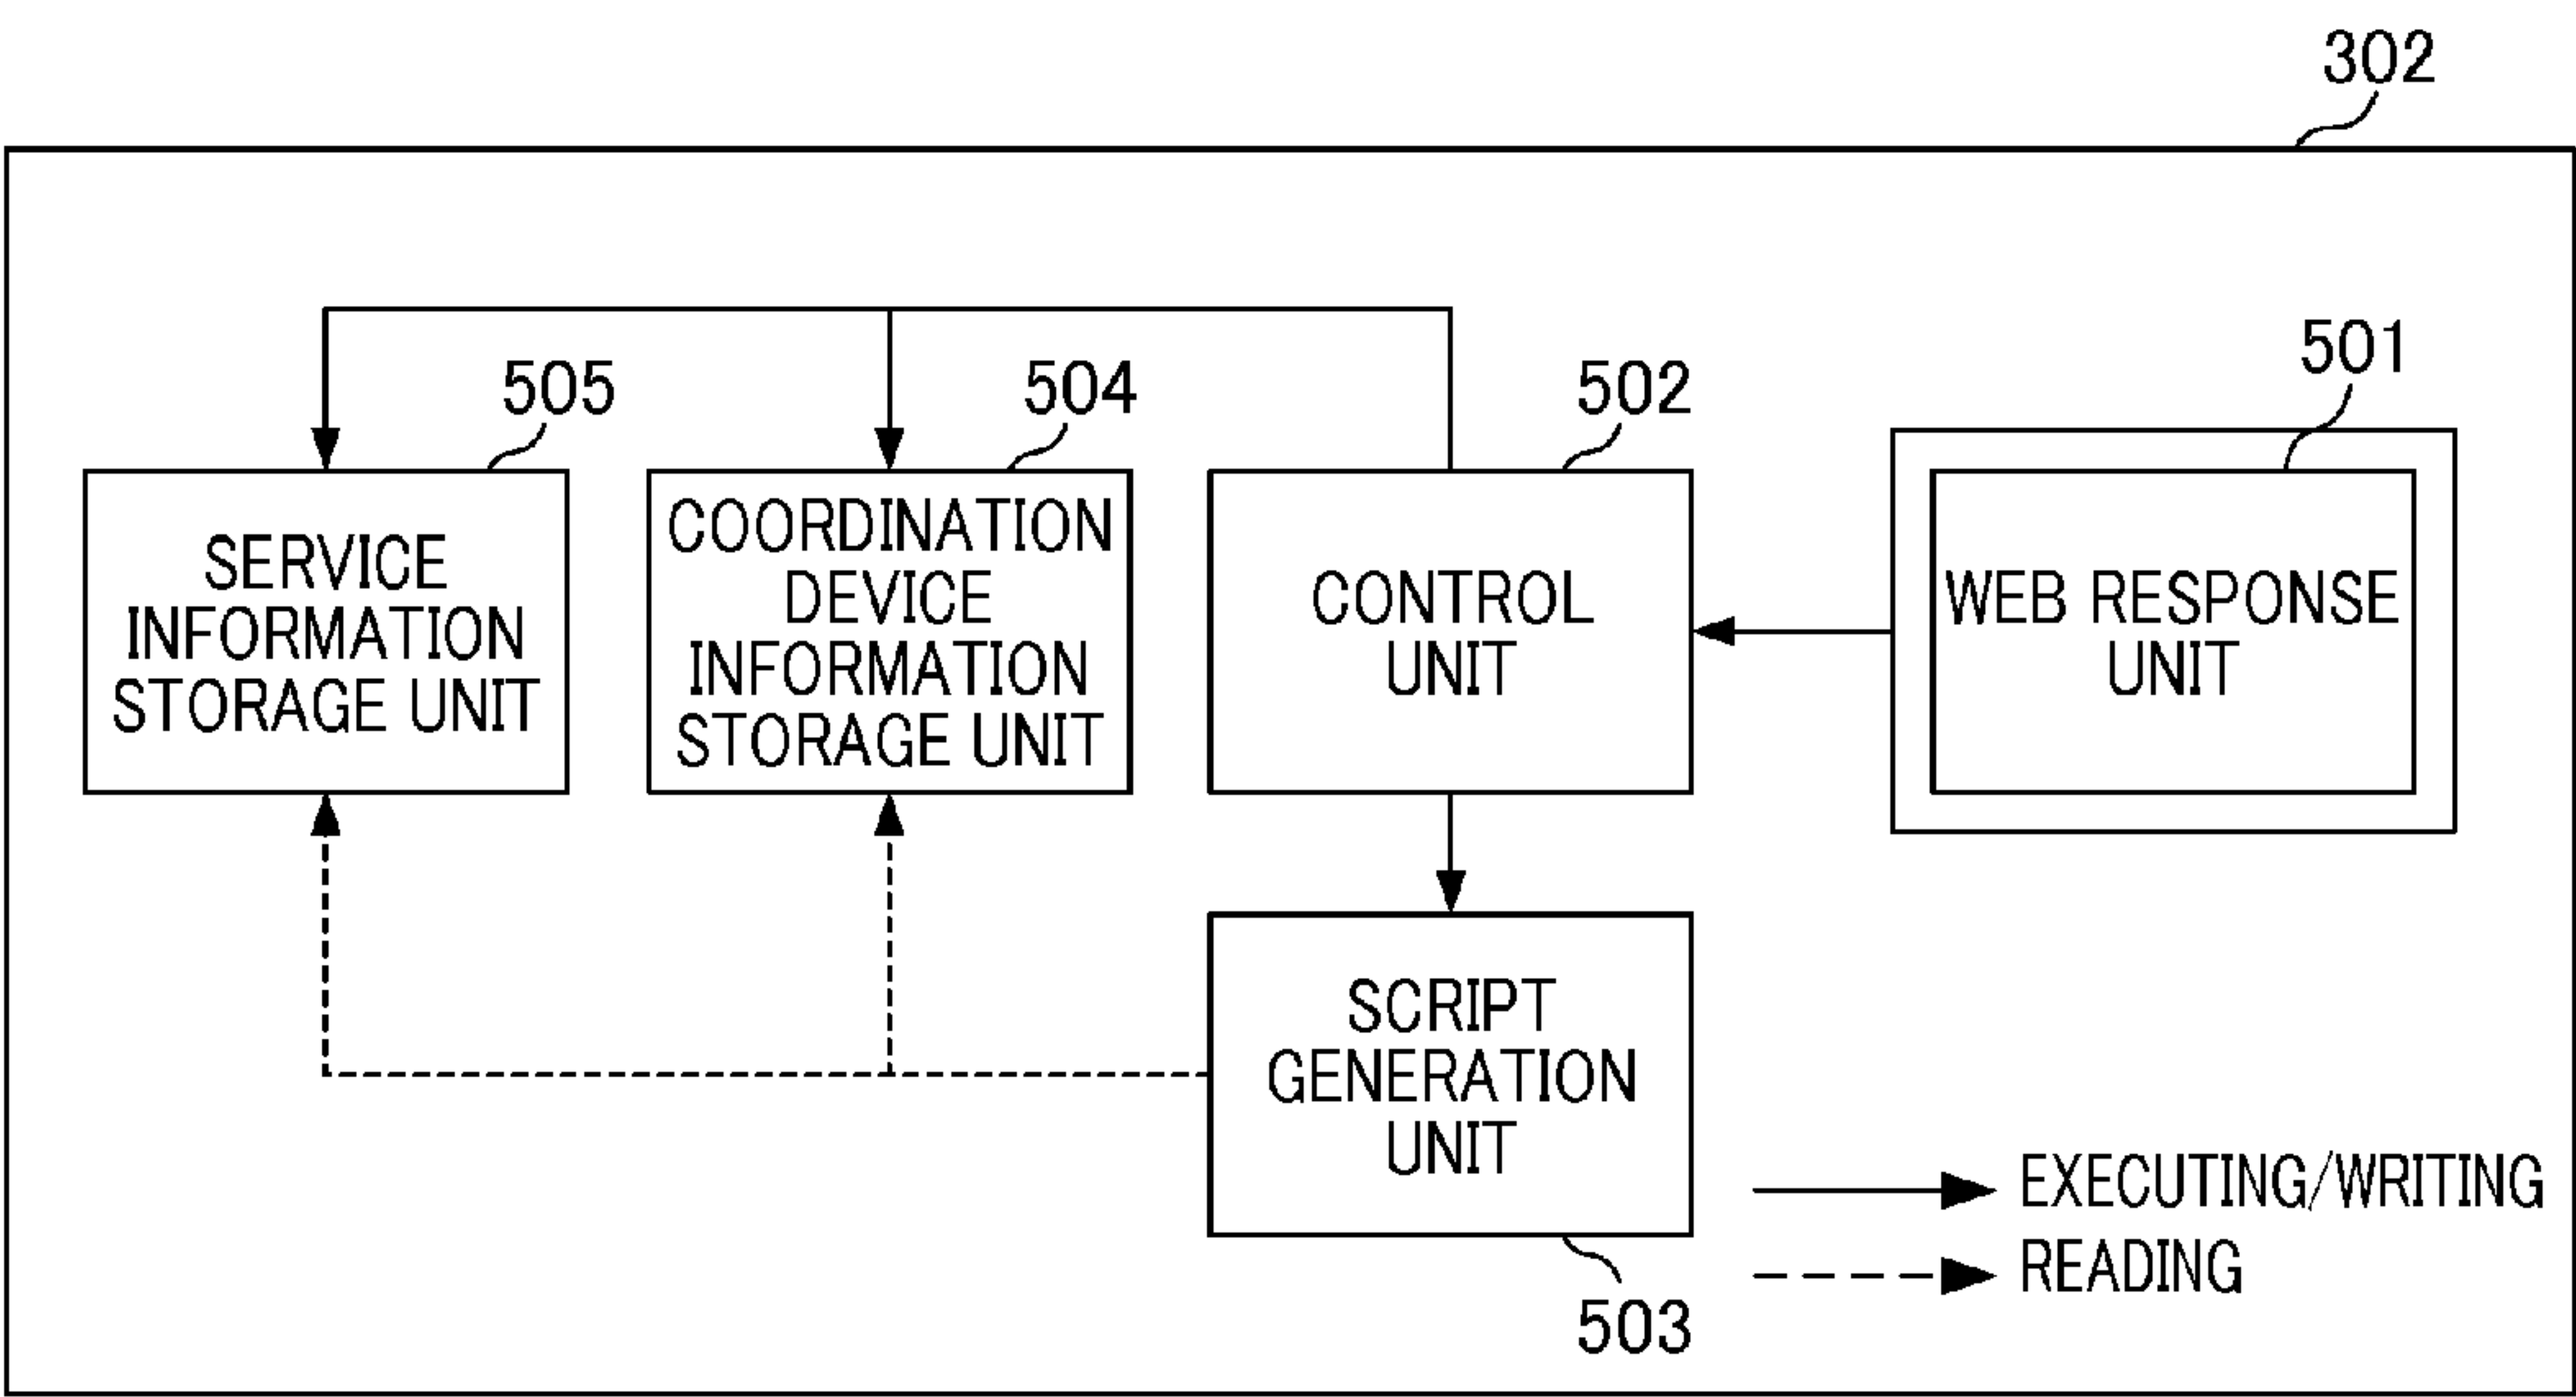 302
501
505
504
502
SERVICE
INFORMATION
STORAGE UNIT
COORDINATION
DEVICE
INFORMATION
STORAGE UNIT
CONTROL
UNIT
WEB RESPONSE
UNIT
SCRIPT
GENERATION
UNIT
503
EXECUTING/WRITING
READING